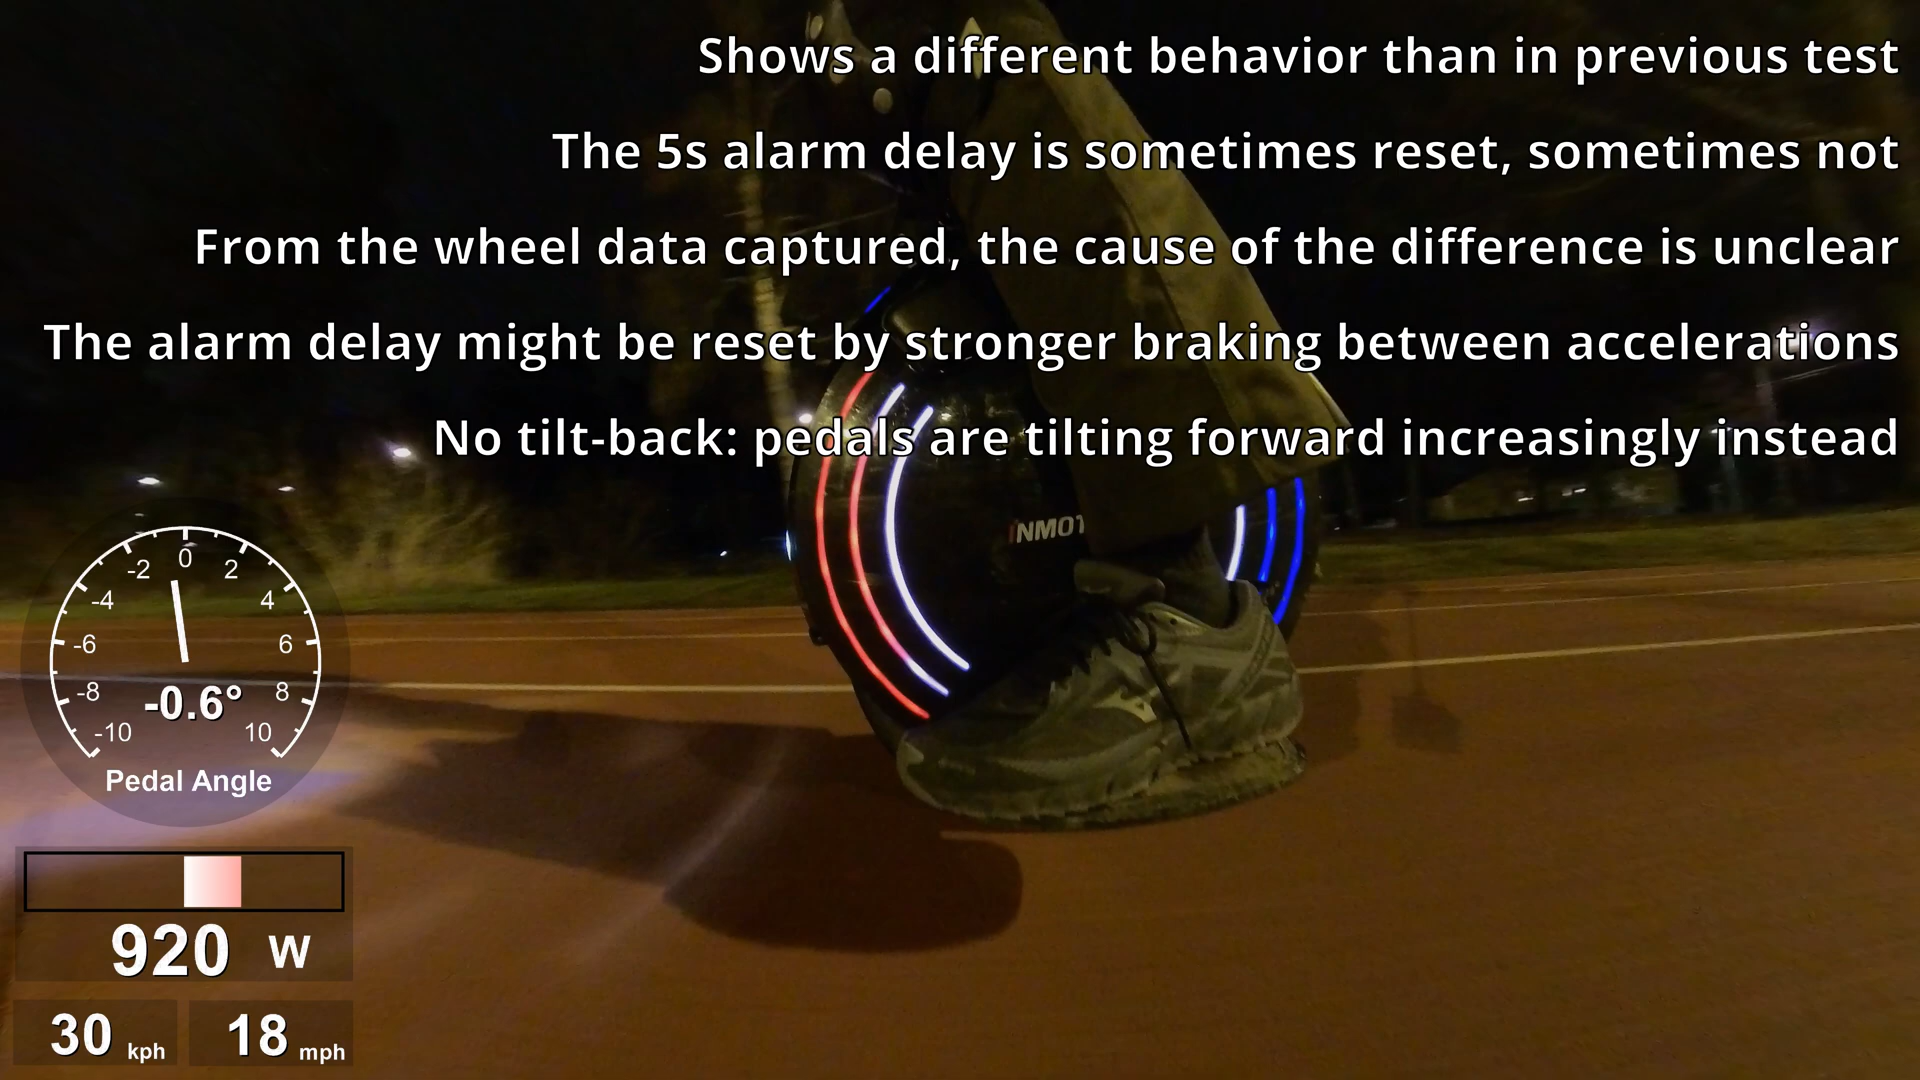 Shows a different behavior than in previous test
The 5s alarm delay is sometimes reset, sometimes not
From the wheel data captured, the cause of the difference is unclear
The alarm delay might be reset by stronger braking between accelerations
No tilt-back: pedals are tilting forward increasingly instead
INMOT
-10 -8 -6 -4 -2 0 2 4 6 8 10
-0.6°
Pedal Angle
920 W
30 kph 18 mph